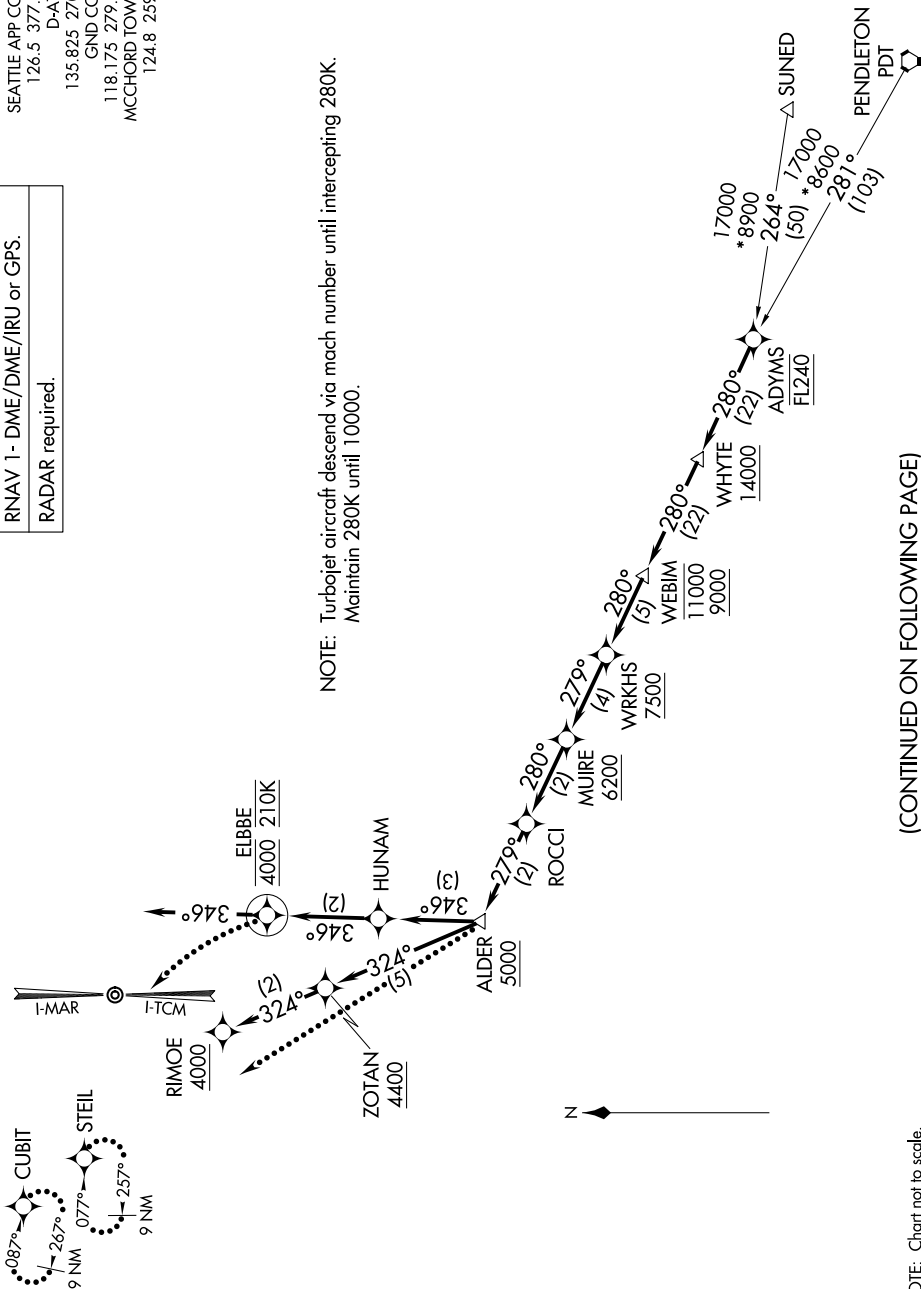 SEATTLE APP CO
126.5 377.
D-A
135.825 27
GND CO
118.175 279.
MCCHORD TOW
124.8 259
RNAV 1- DME/DME/IRU or GPS.
RADAR required.
NOTE: Turbojet aircraft descend via mach number until intercepting 280K.
Maintain 280K until 10000.
CUBIT
087°
267°
9 NM
STEIL
077°
257°
9 NM
I-MAR
I-TCM
RIMOE
4000
324°
(2)
ZOTAN
4400
324°
(5)
346°
ELBBE
4000 210K
346°
(2)
HUNAM
346°
(3)
ALDER
5000
279°
(2)
ROCCI
280°
(2)
MUIRE
6200
279°
(4)
WRKHS
7500
280°
(5)
WEBIM
11000
9000
280°
(22)
WHYTE
14000
280°
(22)
ADYMS
FL240
17000
*8900
264°
(50)
SUNED
17000
*8600
281°
(103)
PENDLETON
PDT
N
(CONTINUED ON FOLLOWING PAGE)
OTE: Chart not to scale.